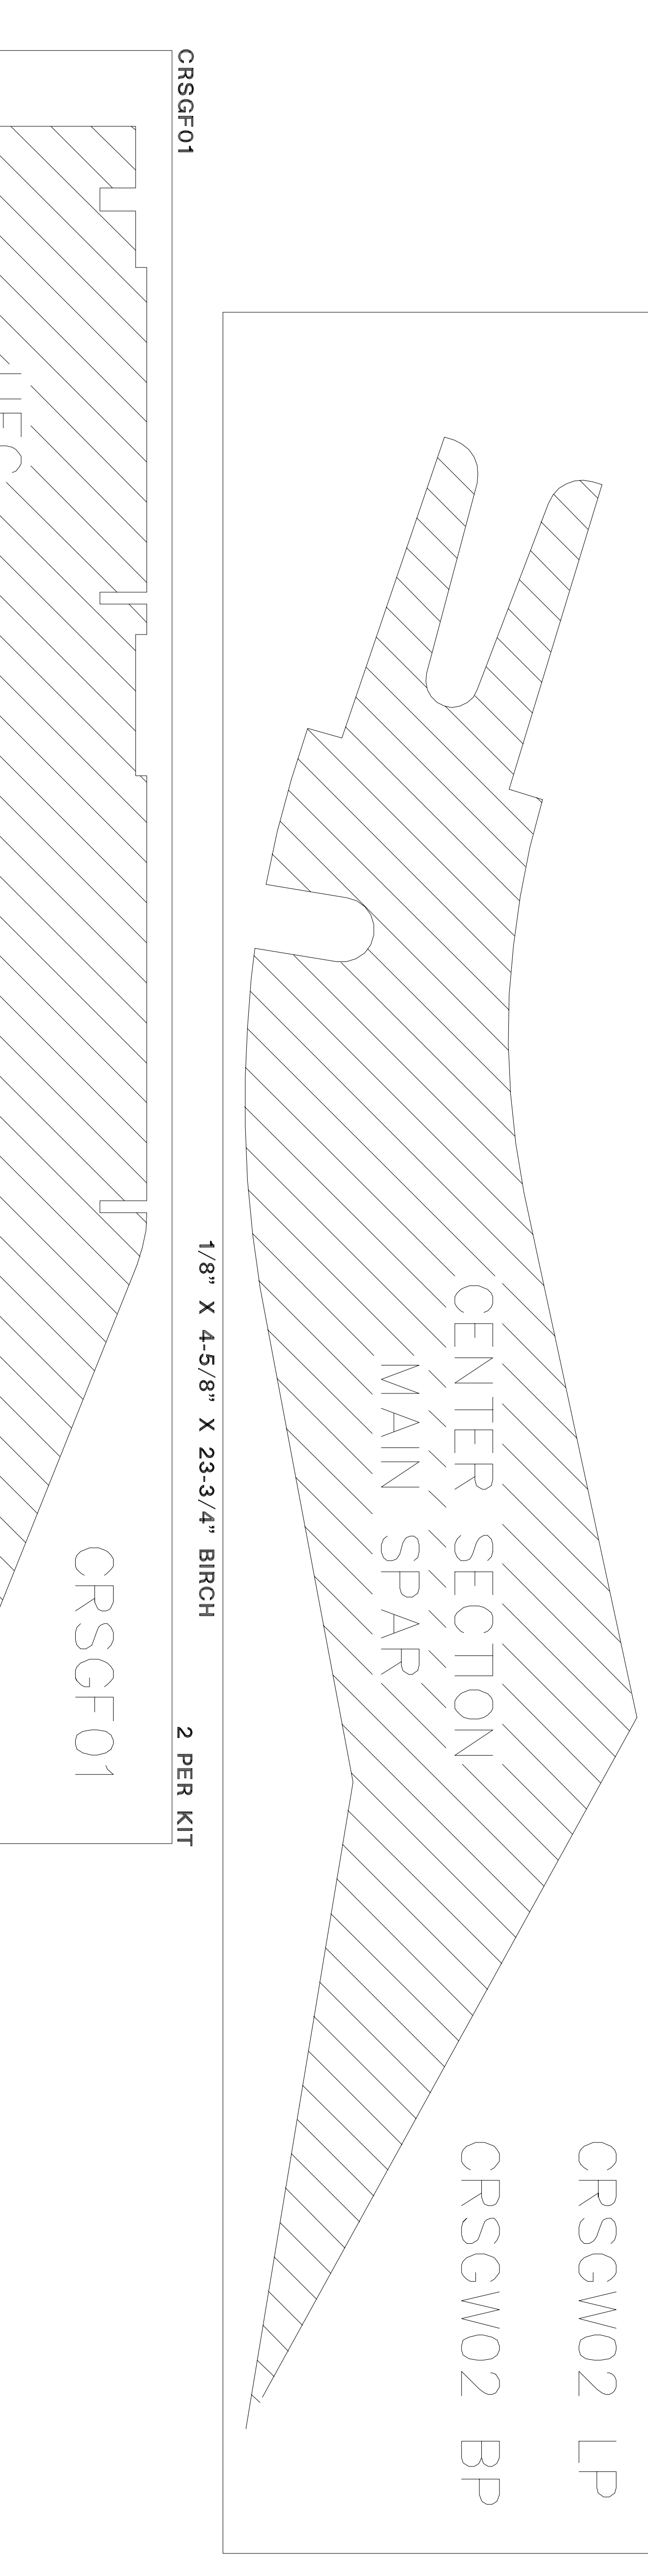 CRSGF01
1/8” X 4-5/8” X 23-3/4” BIRCH
2 PER KIT
CRSGF01
CENTER SECTION
MAIN SPAR
CRSGW02 LP
CRSGW02 BP